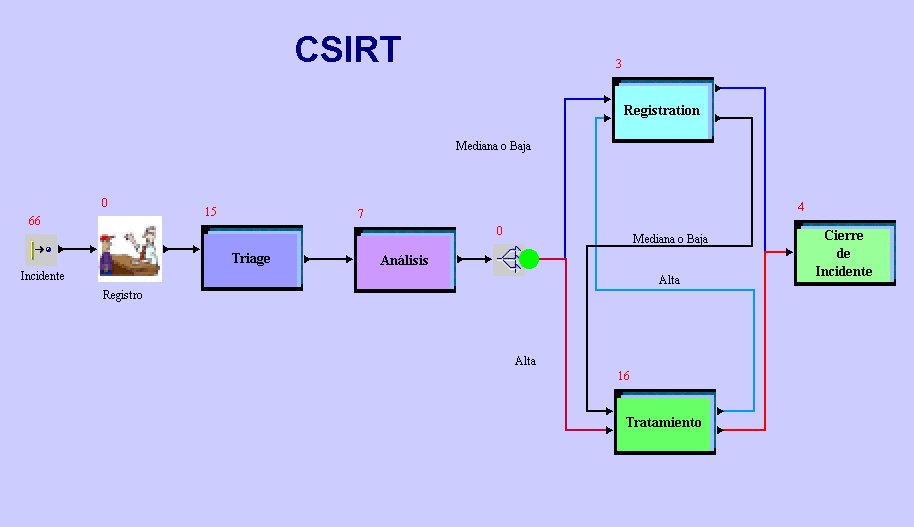 CSIRT
3
Registration
Mediana o Baja
66
Incidente
0
Registro
15
Triage
7
Análisis
0
Mediana o Baja
Alta
4
Cierre
de
Incidente
Alta
16
Tratamiento